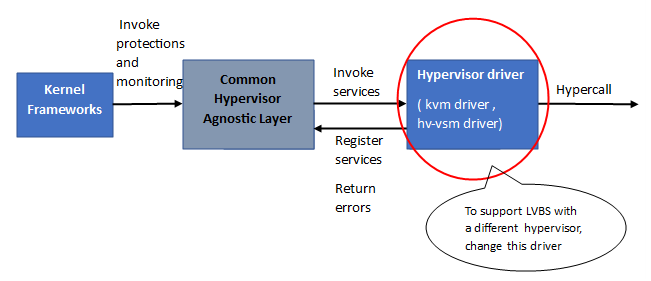 Invoke
protections
and
monitoring
Kernel
Frameworks
Common
Hypervisor
Agnostic Layer
Invoke
services
Register
services
Return
errors
Hypervisor driver
( kvm driver ,
hv-vsm driver)
Hypercall
To support LVBS with
a different hypervisor,
change this driver